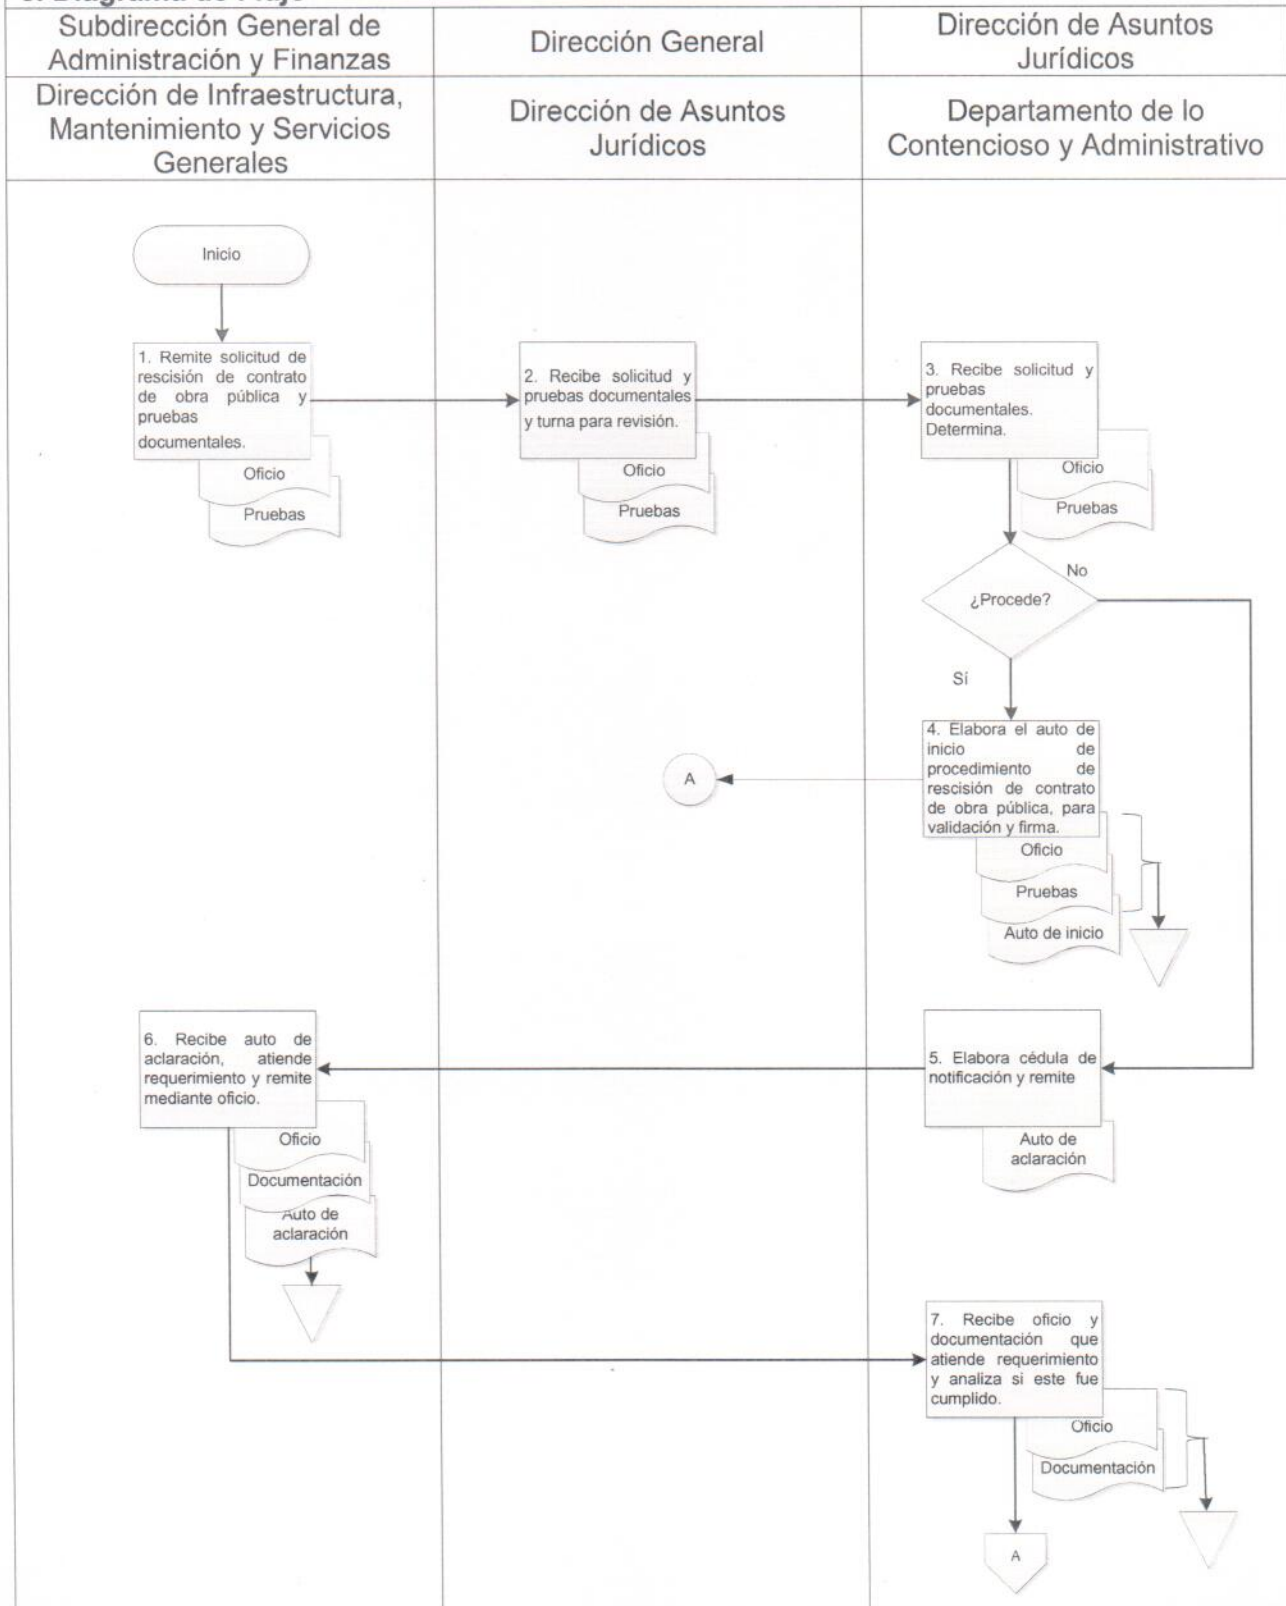 Subdirección General de
Administración y Finanzas
Dirección General
Dirección de Asuntos
Jurídicos
Dirección de Infraestructura,
Mantenimiento y Servicios
Generales
Dirección de Asuntos
Jurídicos
Departamento de lo
Contencioso y Administrativo
Inicio
1. Remite solicitud de
rescisión de contrato
de obra pública y
pruebas
documentales.
Oficio
Pruebas
2. Recibe solicitud y
pruebas documentales
y turna para revisión.
Oficio
Pruebas
3. Recibe solicitud y
pruebas
documentales.
Determina.
Oficio
Pruebas
¿Procede?
No
Sí
4. Elabora el auto de
inicio de
procedimiento de
rescisión de contrato
de obra pública, para
validación y firma.
A
Oficio
Pruebas
Auto de inicio
5. Elabora cédula de
notificación y remite
Auto de
aclaración
6. Recibe auto de
aclaración, atiende
requerimiento y remite
mediante oficio.
Oficio
Documentación
Auto de
aclaración
7. Recibe oficio y
documentación que
atiende requerimiento
y analiza si este fue
cumplido.
Oficio
Documentación
A